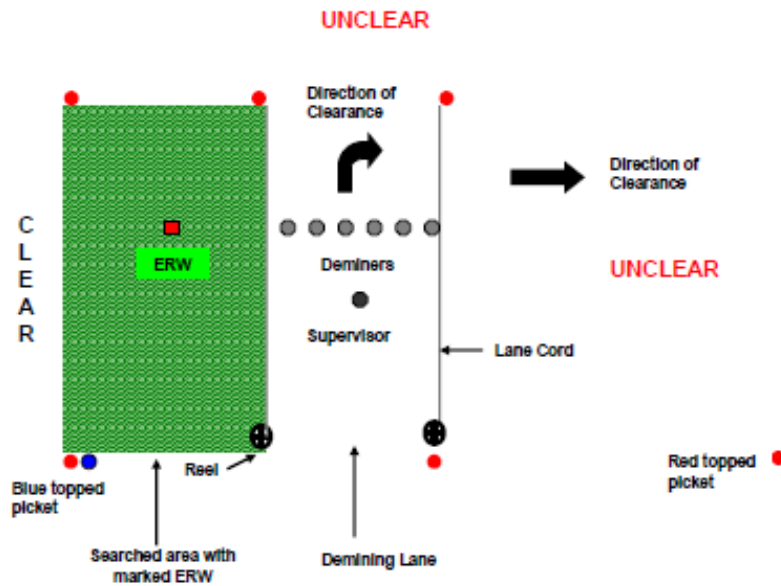 UNCLEAR
Direction of
Clearance
Direction of
Clearance
CLEAR
ERW
Deminers
UNCLEAR
Supervisor
Lane Cord
Reel
Blue topped
picket
Red topped
picket
Searched area with
marked ERW
Demining Lane